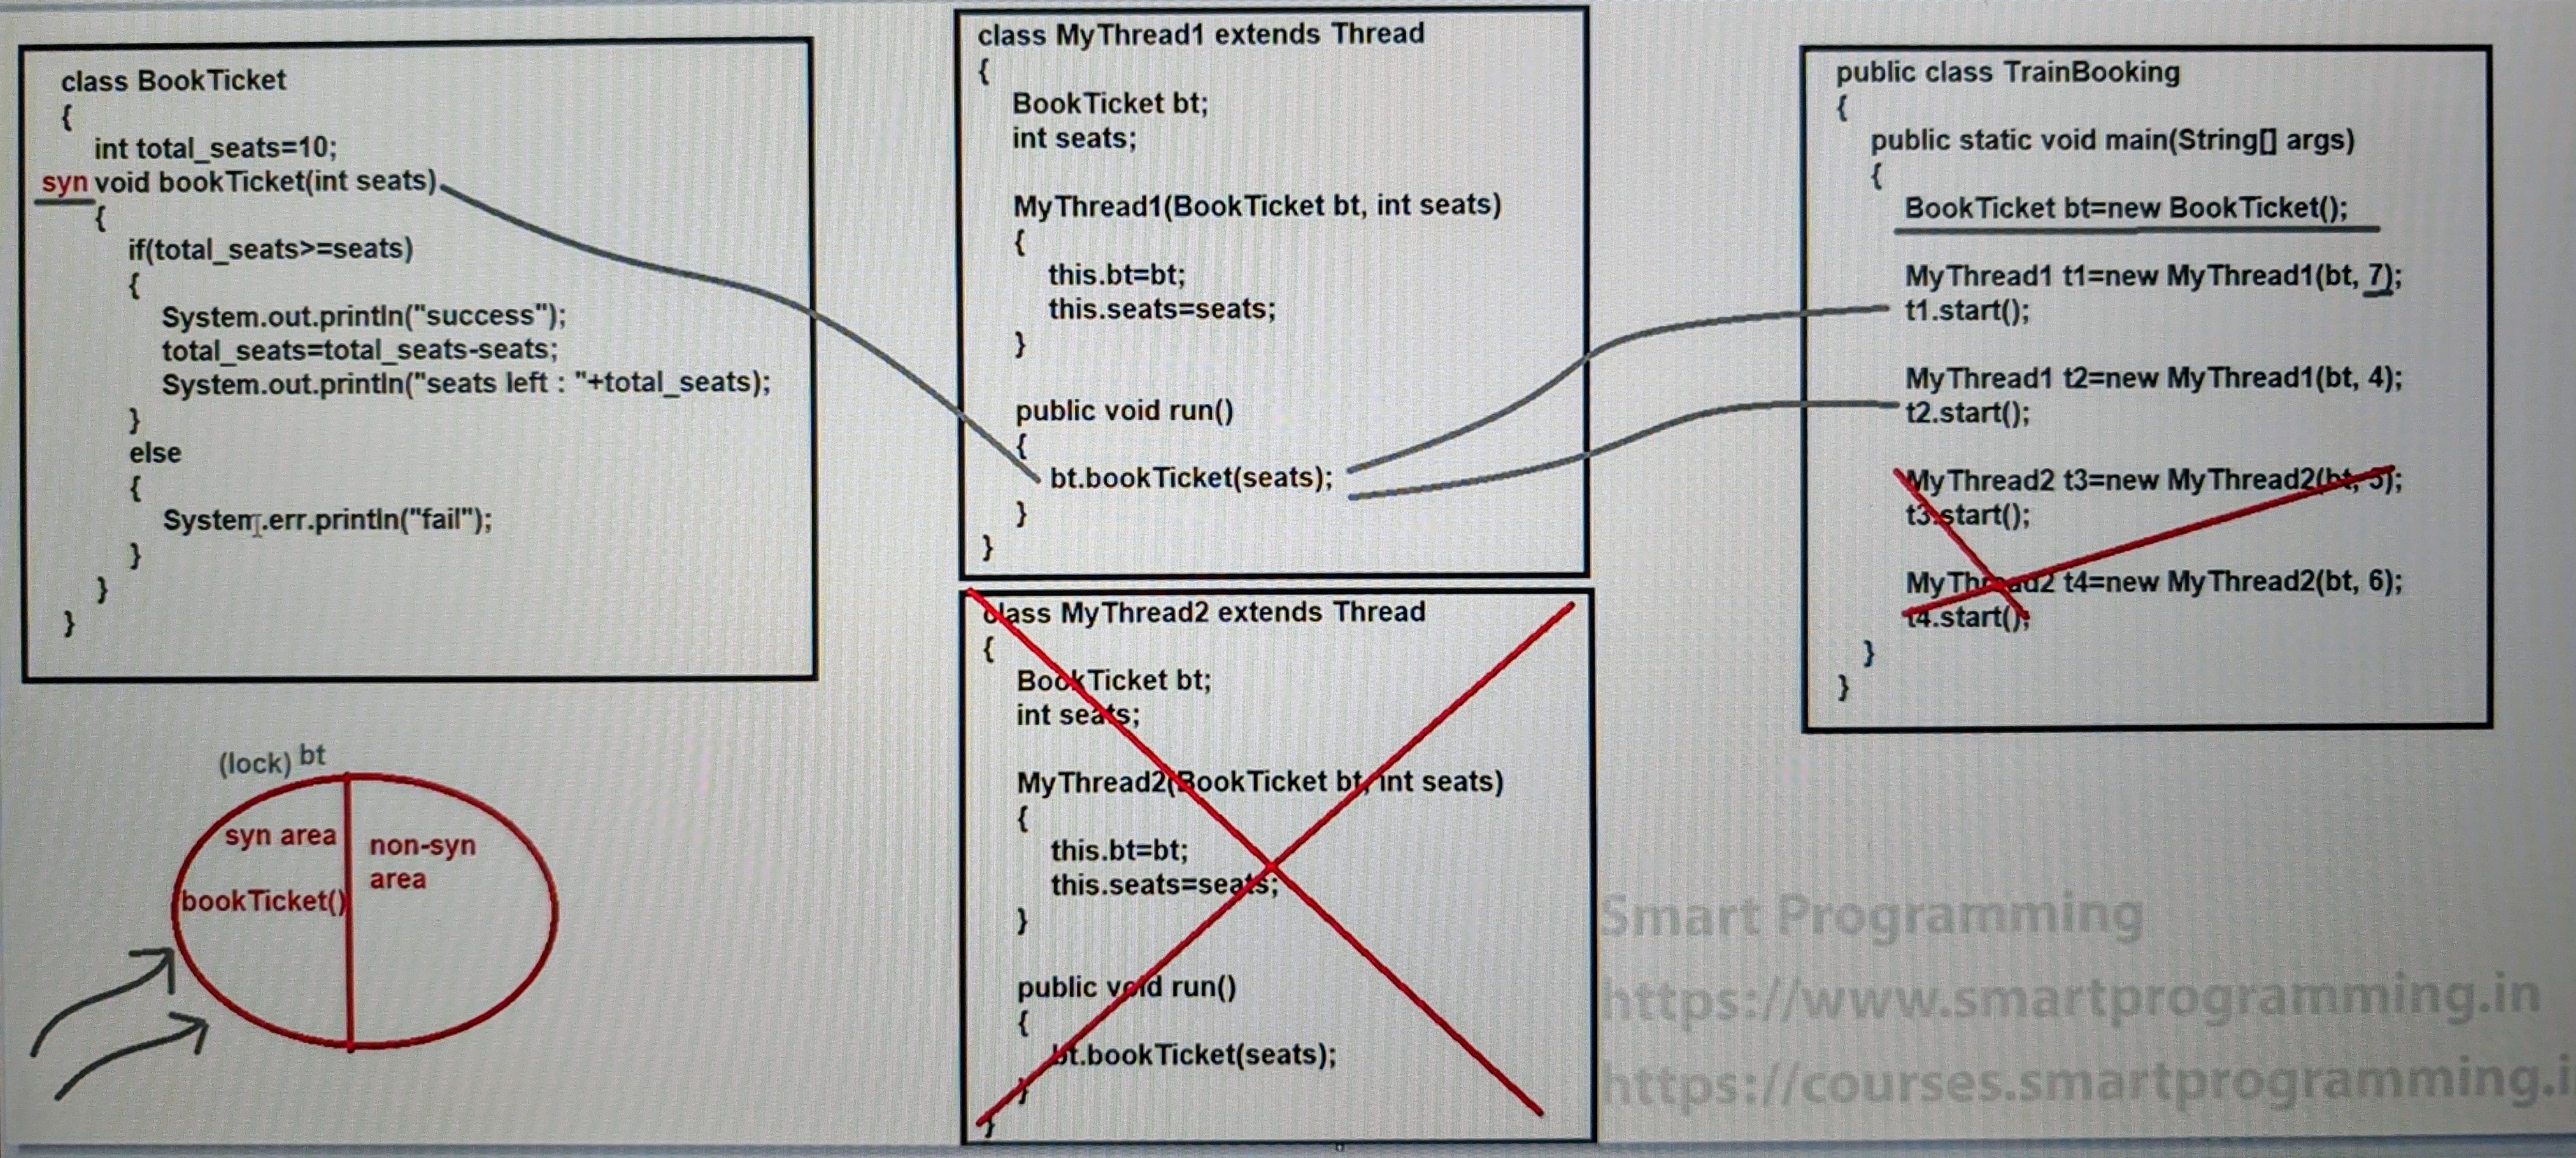 class BookTicket
{
int total_seats=10;
syn void bookTicket(int seats)
{
if(total_seats>=seats)
{
System.out.println("success");
total_seats=total_seats-seats;
System.out.println("seats left : "+total_seats);
}
else
{
System.err.println("fail");
}
}
}
(lock) bt
syn area
bookTicket()
non-syn
area
class MyThread1 extends Thread
{
BookTicket bt;
int seats;
MyThread1(BookTicket bt, int seats)
{
this.bt=bt;
this.seats=seats;
}
public void run()
{
bt.bookTicket(seats);
}
}
class MyThread2 extends Thread
{
BookTicket bt;
int seats;
MyThread2(BookTicket bt, int seats)
{
this.bt=bt;
this.seats=seats;
}
public void run()
{
bt.bookTicket(seats);
}
}
public class TrainBooking
{
public static void main(String[] args)
{
BookTicket bt=new BookTicket();
MyThread1 t1=new MyThread1(bt, 7);
t1.start();
MyThread1 t2=new MyThread1(bt, 4);
t2.start();
MyThread2 t3=new MyThread2(bt, );
t3.start();
MyThread2 t4=new MyThread2(bt, 6);
t4.start();
}
}
Smart Programming
https://www.smartprogramming.in
https://courses.smartprogramming.i